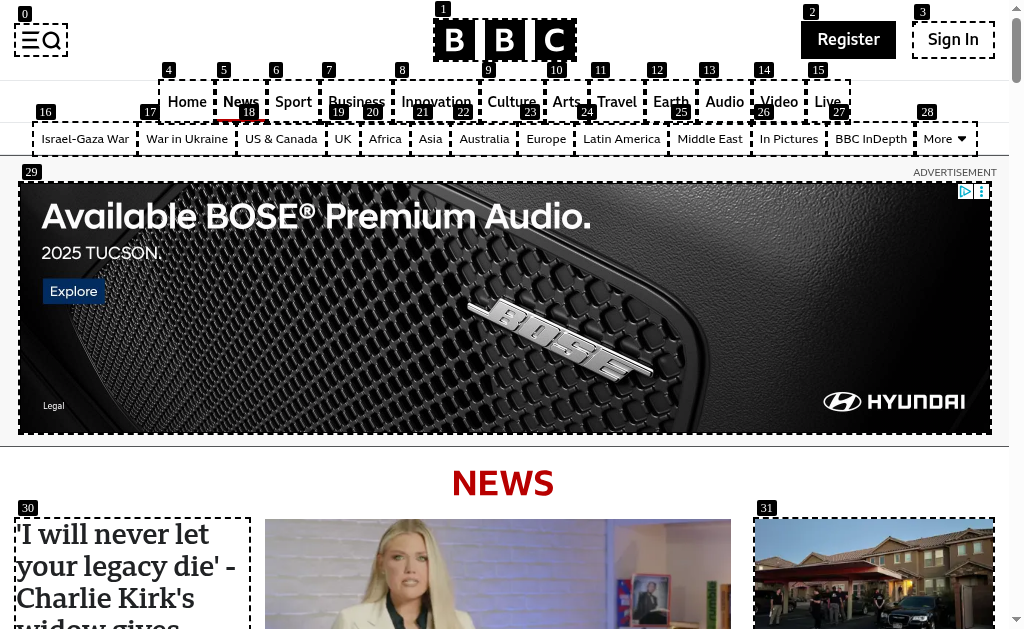 BBC
Register
Sign In
Home News Sport Business Innovation Culture Arts Travel Earth Audio Video Live
Israel-Gaza War War in Ukraine US & Canada UK Africa Asia Australia Europe Latin America Middle East In Pictures BBC InDepth More
ADVERTISEMENT
Available BOSE® Premium Audio.
2025 TUCSON.
Explore
BOSE
Legal
HYUNDAI
NEWS
'I will never let
your legacy die' -
Charlie Kirk's
widow gives
0
1
2
3
4
5
6
7
8
9
10
11
12
13
14
15
16
17
18
19
20
21
22
23
24
25
26
27
28
29
30
31